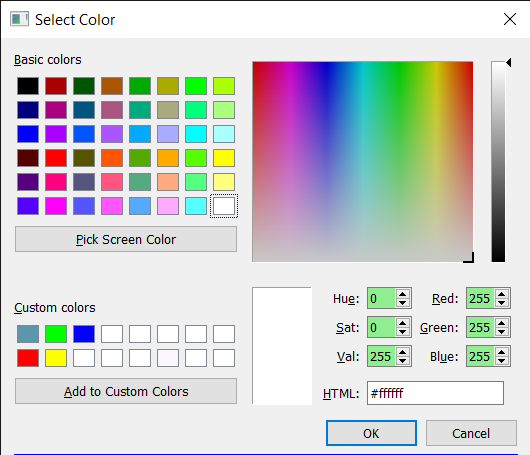 Select Color
Basic colors
Pick Screen Color
Custom colors
Add to Custom Colors
Hue: 0 Red: 255
Sat: 0 Green: 255
Val: 255 Blue: 255
HTML: #ffffff
OK Cancel